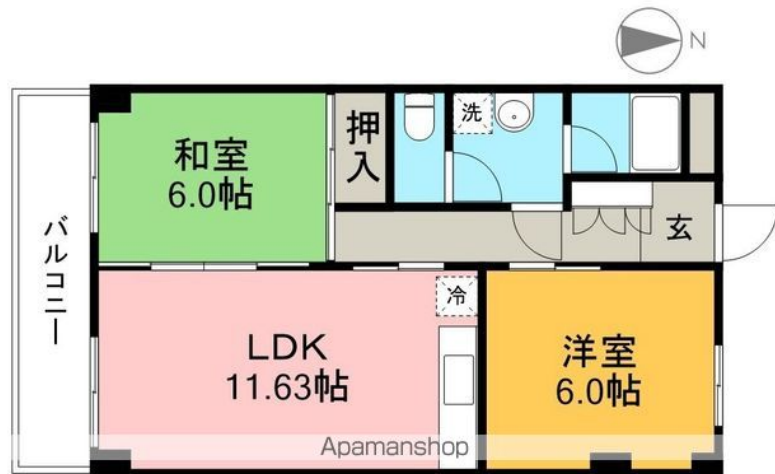 N
和室
6.0帖
押入
洗
玄
バルコニー
LDK
11.63帖
冷
洋室
6.0帖
Apamanshop